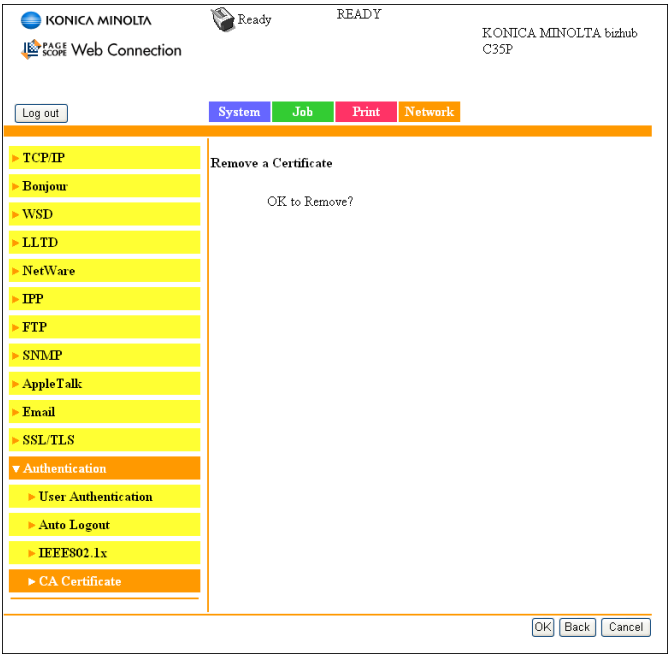 KONICA MINOLTA
Ready
READY
KONICA MINOLTA bizhub
C35P
PAGE SCOPE Web Connection
Log out
System
Job
Print
Network
TCP/IP
Bonjour
WSD
LLTD
NetWare
IPP
FTP
SNMP
AppleTalk
Email
SSL/TLS
Authentication
User Authentication
Auto Logout
IEEE802.1x
CA Certificate
Remove a Certificate
OK to Remove?
OK
Back
Cancel